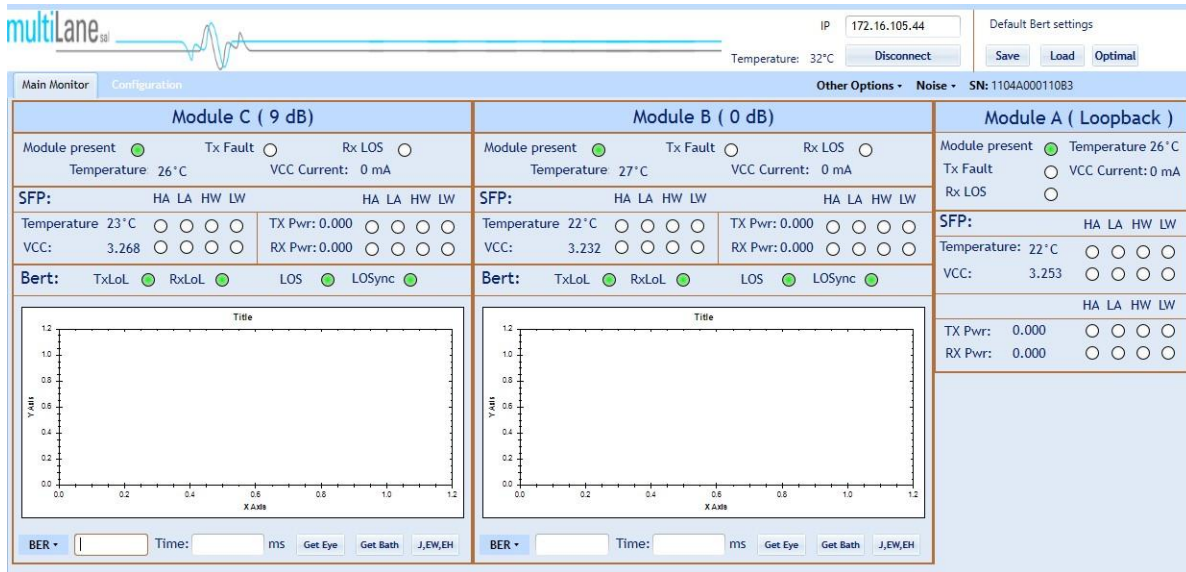 multiLane sal
IP 172.16.105.44 Default Bert settings
Temperature: 32°C Disconnect Save Load Optimal
Main Monitor Configuration Other Options Noise SN: 1104A000110B3
Module C ( 9 dB)
Module present Tx Fault Rx LOS
Temperature 26°C VCC Current: 0 mA
SFP: HA LA HW LW HA LA HW LW
Temperature 23°C TX Pwr: 0.000
VCC: 3.268 RX Pwr: 0.000
Bert: TxLoL RxLoL LOS LOSync
Title
1.2
1.0
0.8
0.6
0.4
0.2
0.0
Y Axis
0.0 0.2 0.4 0.6 0.8 1.0 1.2
X Axis
BER Time: ms Get Eye Get Bath J,EW,EH
Module B ( 0 dB)
Module present Tx Fault Rx LOS
Temperature 27°C VCC Current: 0 mA
SFP: HA LA HW LW HA LA HW LW
Temperature 22°C TX Pwr: 0.000
VCC: 3.232 RX Pwr: 0.000
Bert: TxLoL RxLoL LOS LOSync
Title
1.2
1.0
0.8
0.6
0.4
0.2
0.0
Y Axis
0.0 0.2 0.4 0.6 0.8 1.0 1.2
X Axis
BER Time: ms Get Eye Get Bath J,EW,EH
Module A ( Loopback )
Module present Temperature 26°C
Tx Fault VCC Current: 0 mA
Rx LOS
SFP: HA LA HW LW
Temperature: 22°C
VCC: 3.253
HA LA HW LW
TX Pwr: 0.000
RX Pwr: 0.000